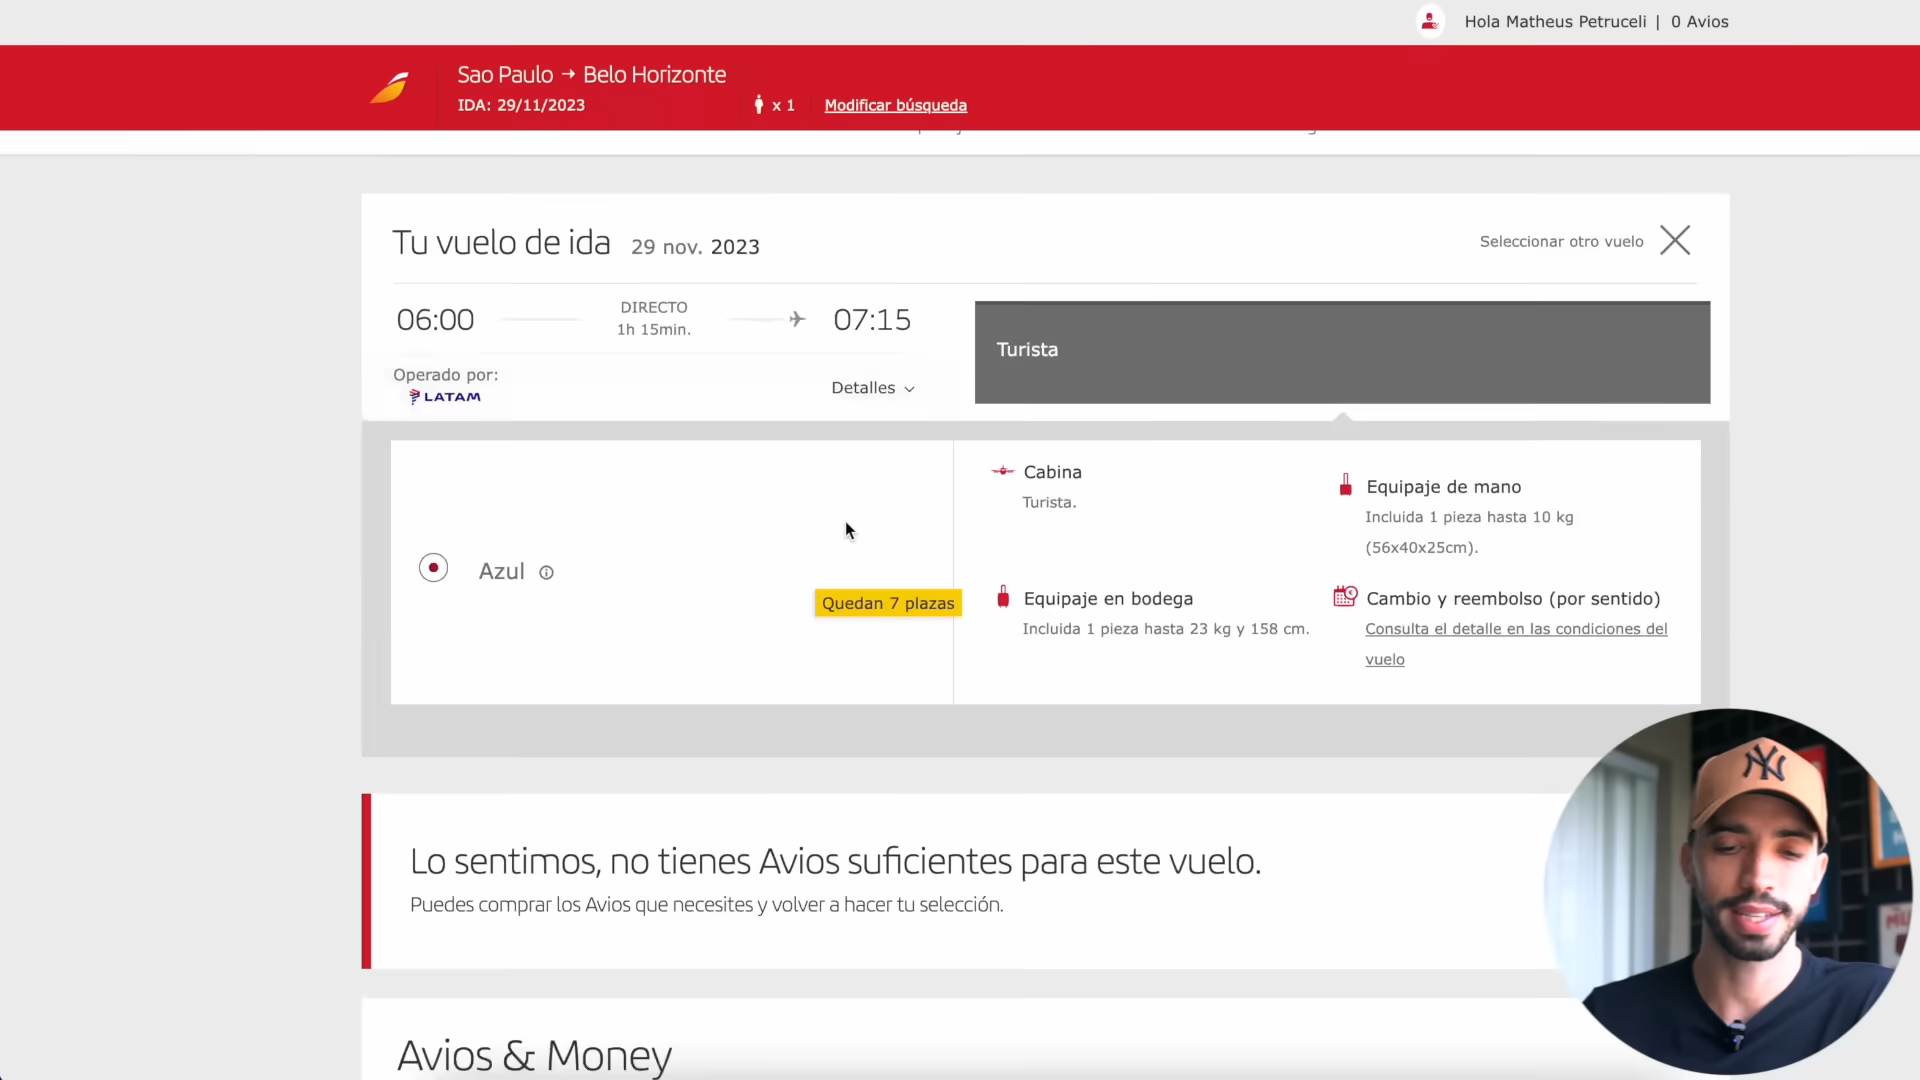 Hola Matheus Petruceli | 0 Avios
Sao Paulo → Belo Horizonte
IDA: 29/11/2023
x 1
Modificar búsqueda
Tu vuelo de ida 29 nov. 2023
Seleccionar otro vuelo
06:00
DIRECTO
1h 15min.
07:15
Turista
Operado por:
LATAM
Detalles
Cabina
Turista.
Equipaje de mano
Incluida 1 pieza hasta 10 kg
(56x40x25cm).
Azul
Quedan 7 plazas
Equipaje en bodega
Incluida 1 pieza hasta 23 kg y 158 cm.
Cambio y reembolso (por sentido)
Consulta el detalle en las condiciones del
vuelo
Lo sentimos, no tienes Avios suficientes para este vuelo.
Puedes comprar los Avios que necesites y volver a hacer tu selección.
Avios & Money
NY